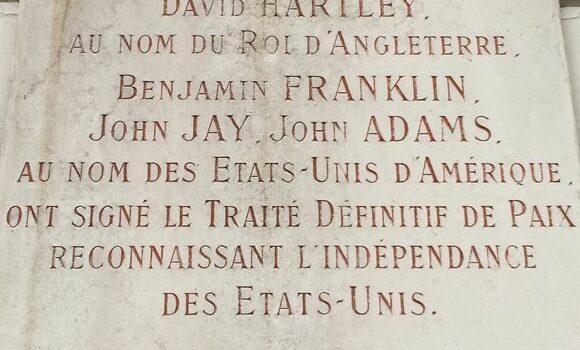 DAVID HARTLEY,
AU NOM DU ROI D'ANGLETERRE,
BENJAMIN FRANKLIN,
JOHN JAY, JOHN ADAMS,
AU NOM DES ETATS-UNIS D'AMÉRIQUE,
ONT SIGNÉ LE TRAITÉ DÉFINITIF DE PAIX
RECONNAISSANT L'INDÉPENDANCE
DES ETATS-UNIS.